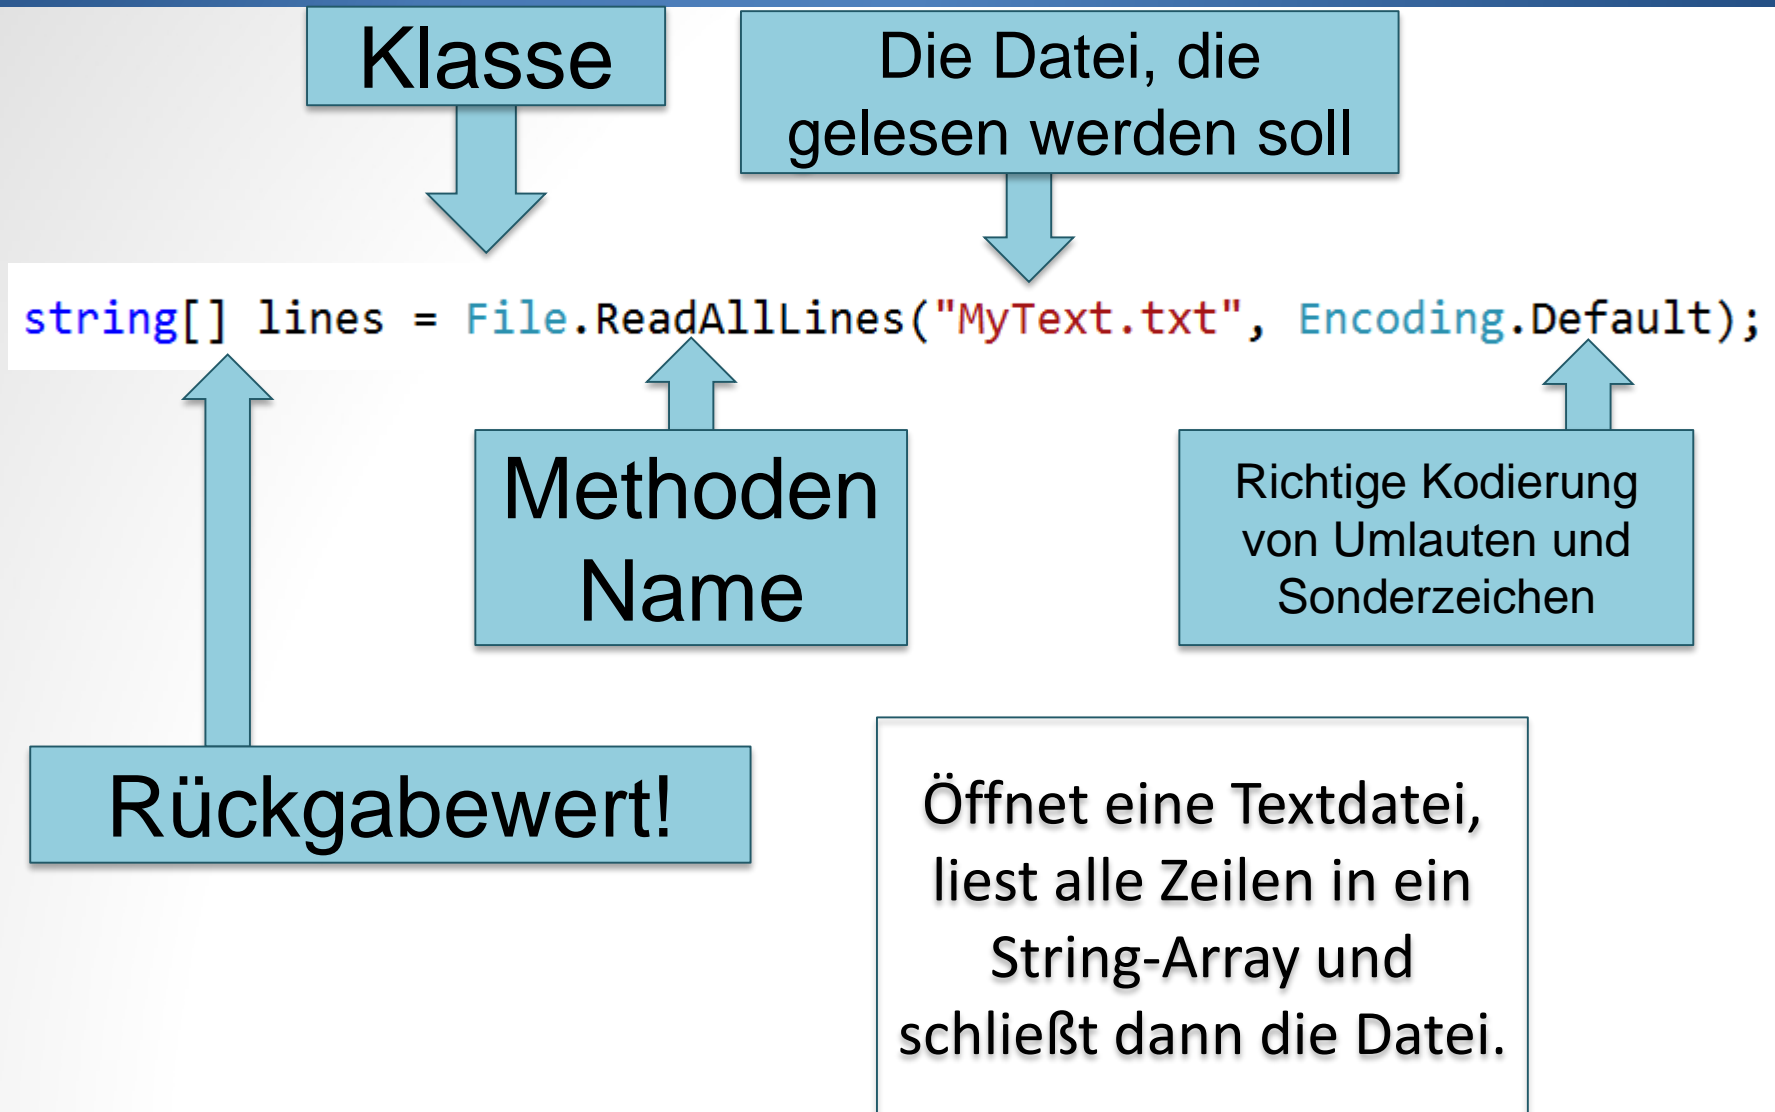 Klasse
Die Datei, die
gelesen werden soll
string[] lines = File.ReadAllLines("MyText.txt", Encoding.Default);
Methoden
Name
Richtige Kodierung
von Umlauten und
Sonderzeichen
Rückgabewert!
Öffnet eine Textdatei,
liest alle Zeilen in ein
String-Array und
schließt dann die Datei.